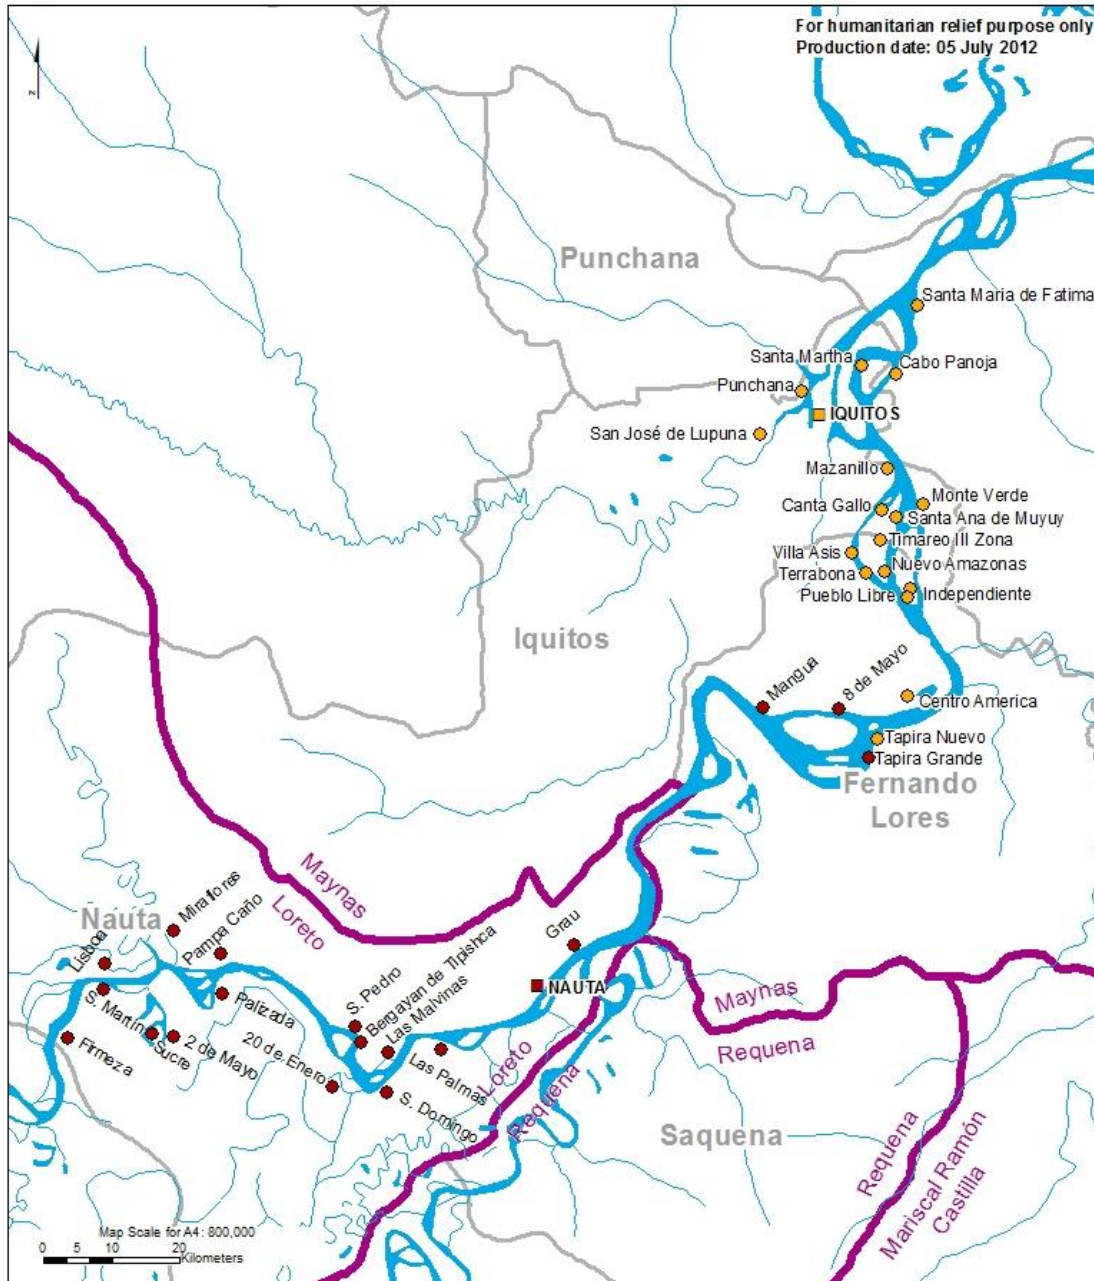 For humanitarian relief purpose only
Production date: 05 July 2012
z
Punchana
Santa Maria de Fatima
Santa Martha
Cabo Panoja
Punchana
IQUITOS
San José de Lupuna
Mazanillo
Monte Verde
Canta Gallo
Santa Ana de Muyuy
Timareo III Zona
Villa Asis
Nuevo Amazonas
Terrabona
Pueblo Libre
Independiente
Iquitos
Mangua
8 de Mayo
Centro America
Tapira Nuevo
Tapira Grande
Fernando
Lores
Maynas
Loreto
Nauta
Miraflores
Pampa Caño
Lisboa
Grau
S. Pedro
Bergayan de Tipishca
Las Malvinas
NAUTA
S. Martin
Palizada
Maynas
Requena
Firmeza
Sucre
2 de Mayo
20 de Enero
Las Palmas
S. Domingo
Loreto
Requena
Saquena
Requena
Mariscal Ramón
Castilla
Map Scale for A4: 800,000
0 5 10 20
Kilometers